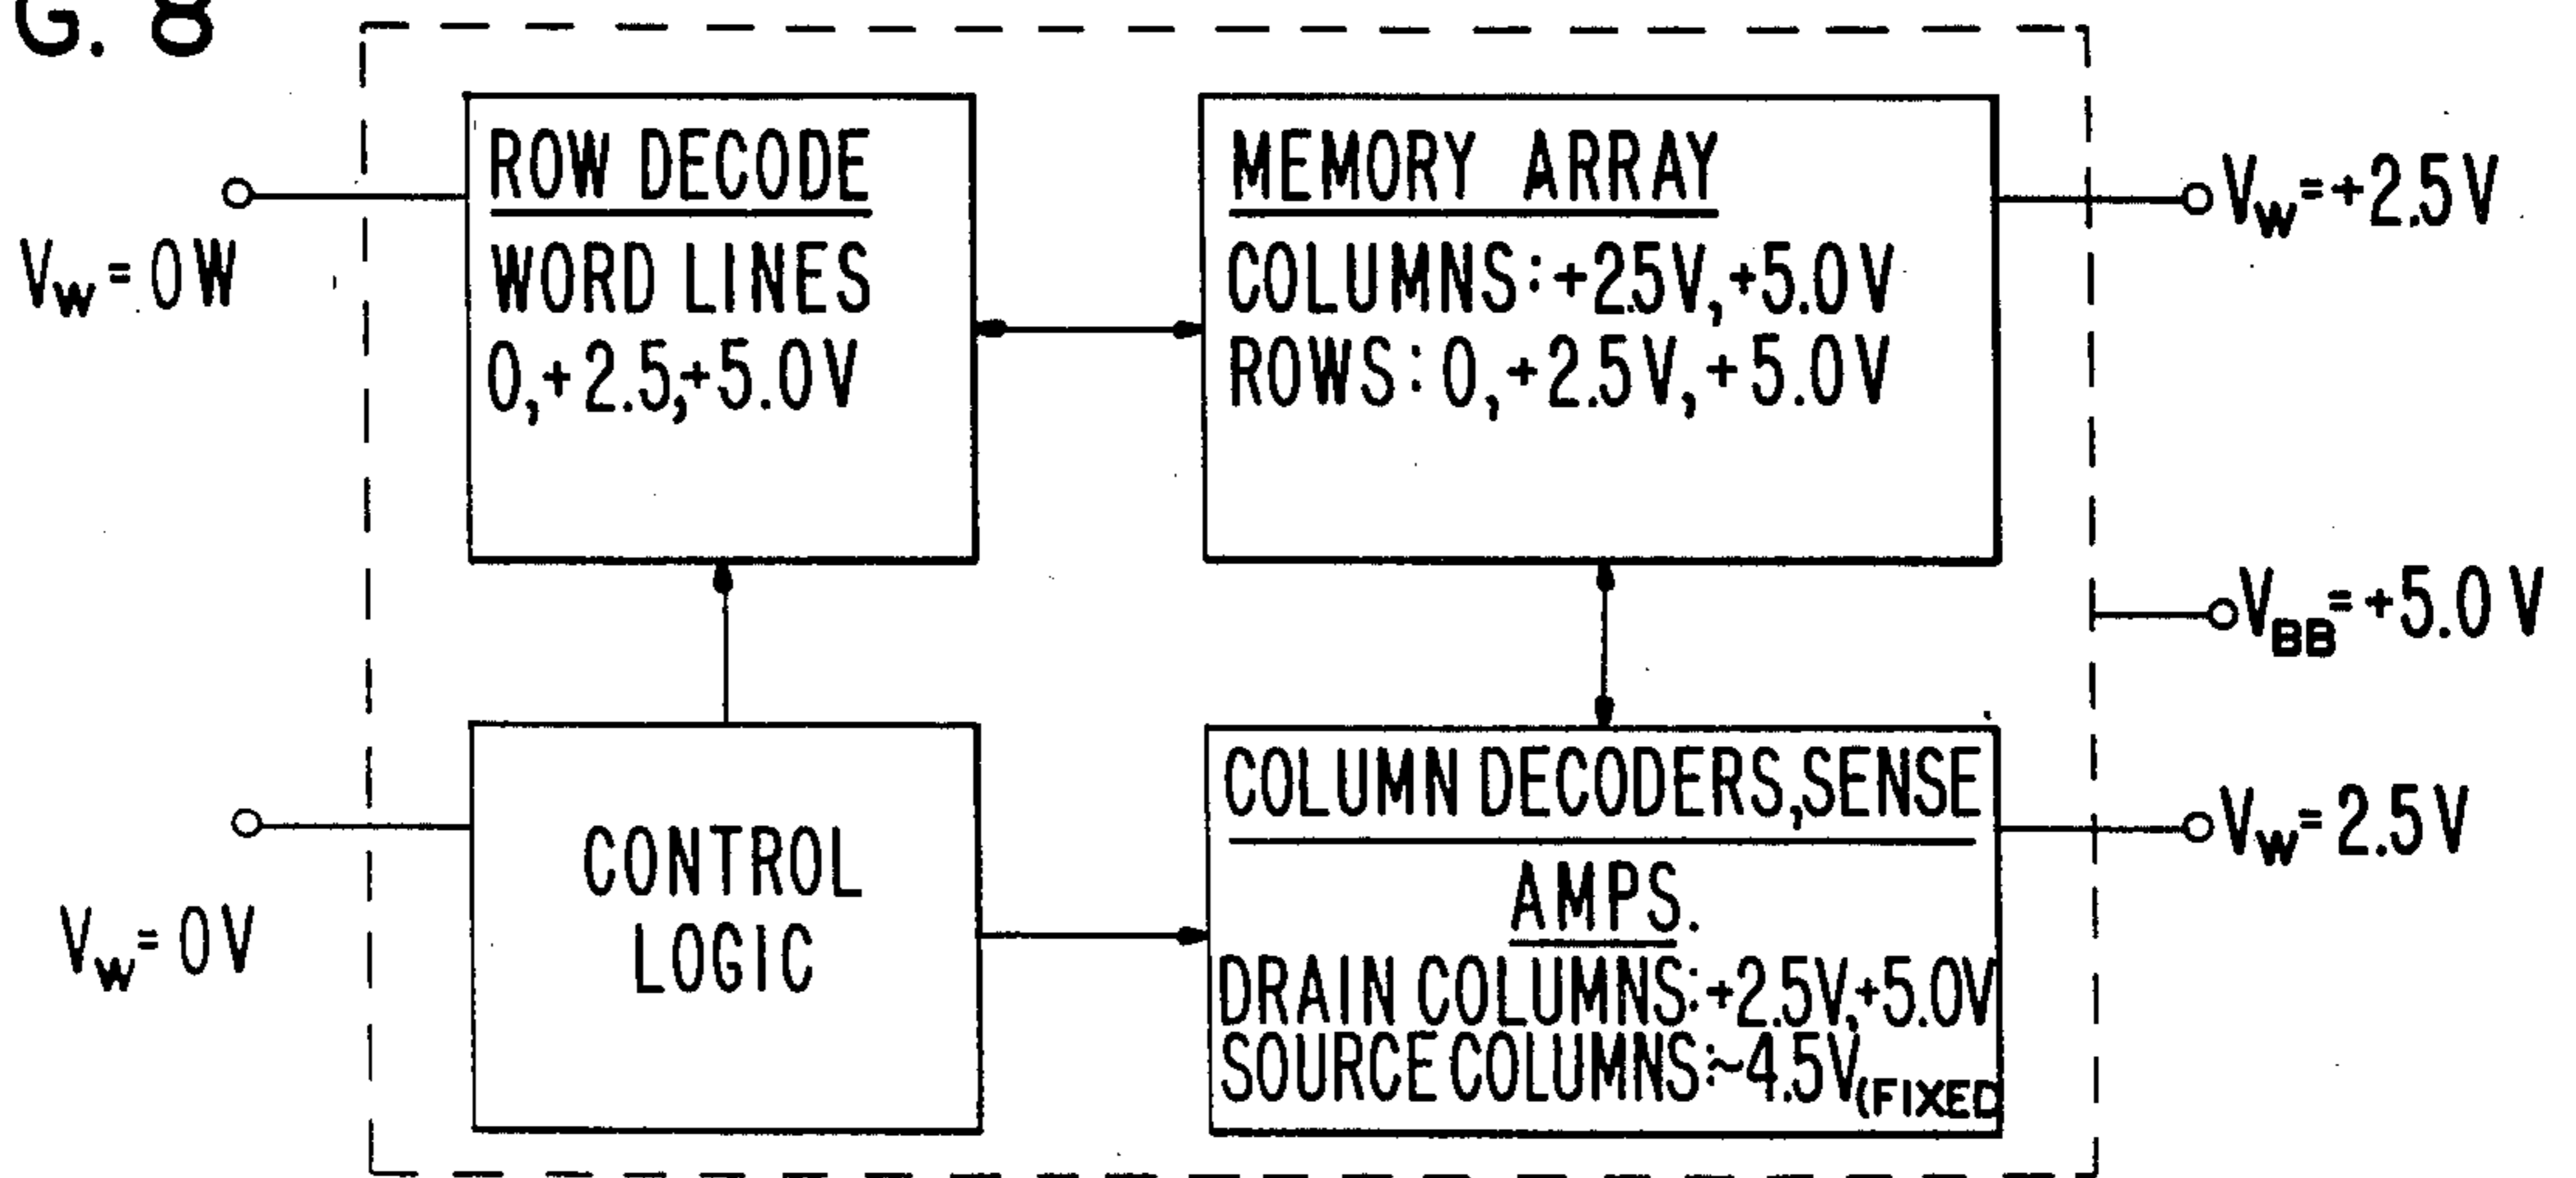 G. 8
ROW DECODE
WORD LINES
0,+2.5,+5.0V
MEMORY ARRAY
COLUMNS:+2.5V,+5.0V
ROWS:0,+2.5V,+5.0V
VW=0W
VW=+2.5V
VBB=+5.0V
CONTROL
LOGIC
VW=0V
COLUMN DECODERS,SENSE
AMPS.
DRAIN COLUMNS:+2.5V,+5.0V
SOURCE COLUMNS:~4.5V(FIXED
VW=2.5V